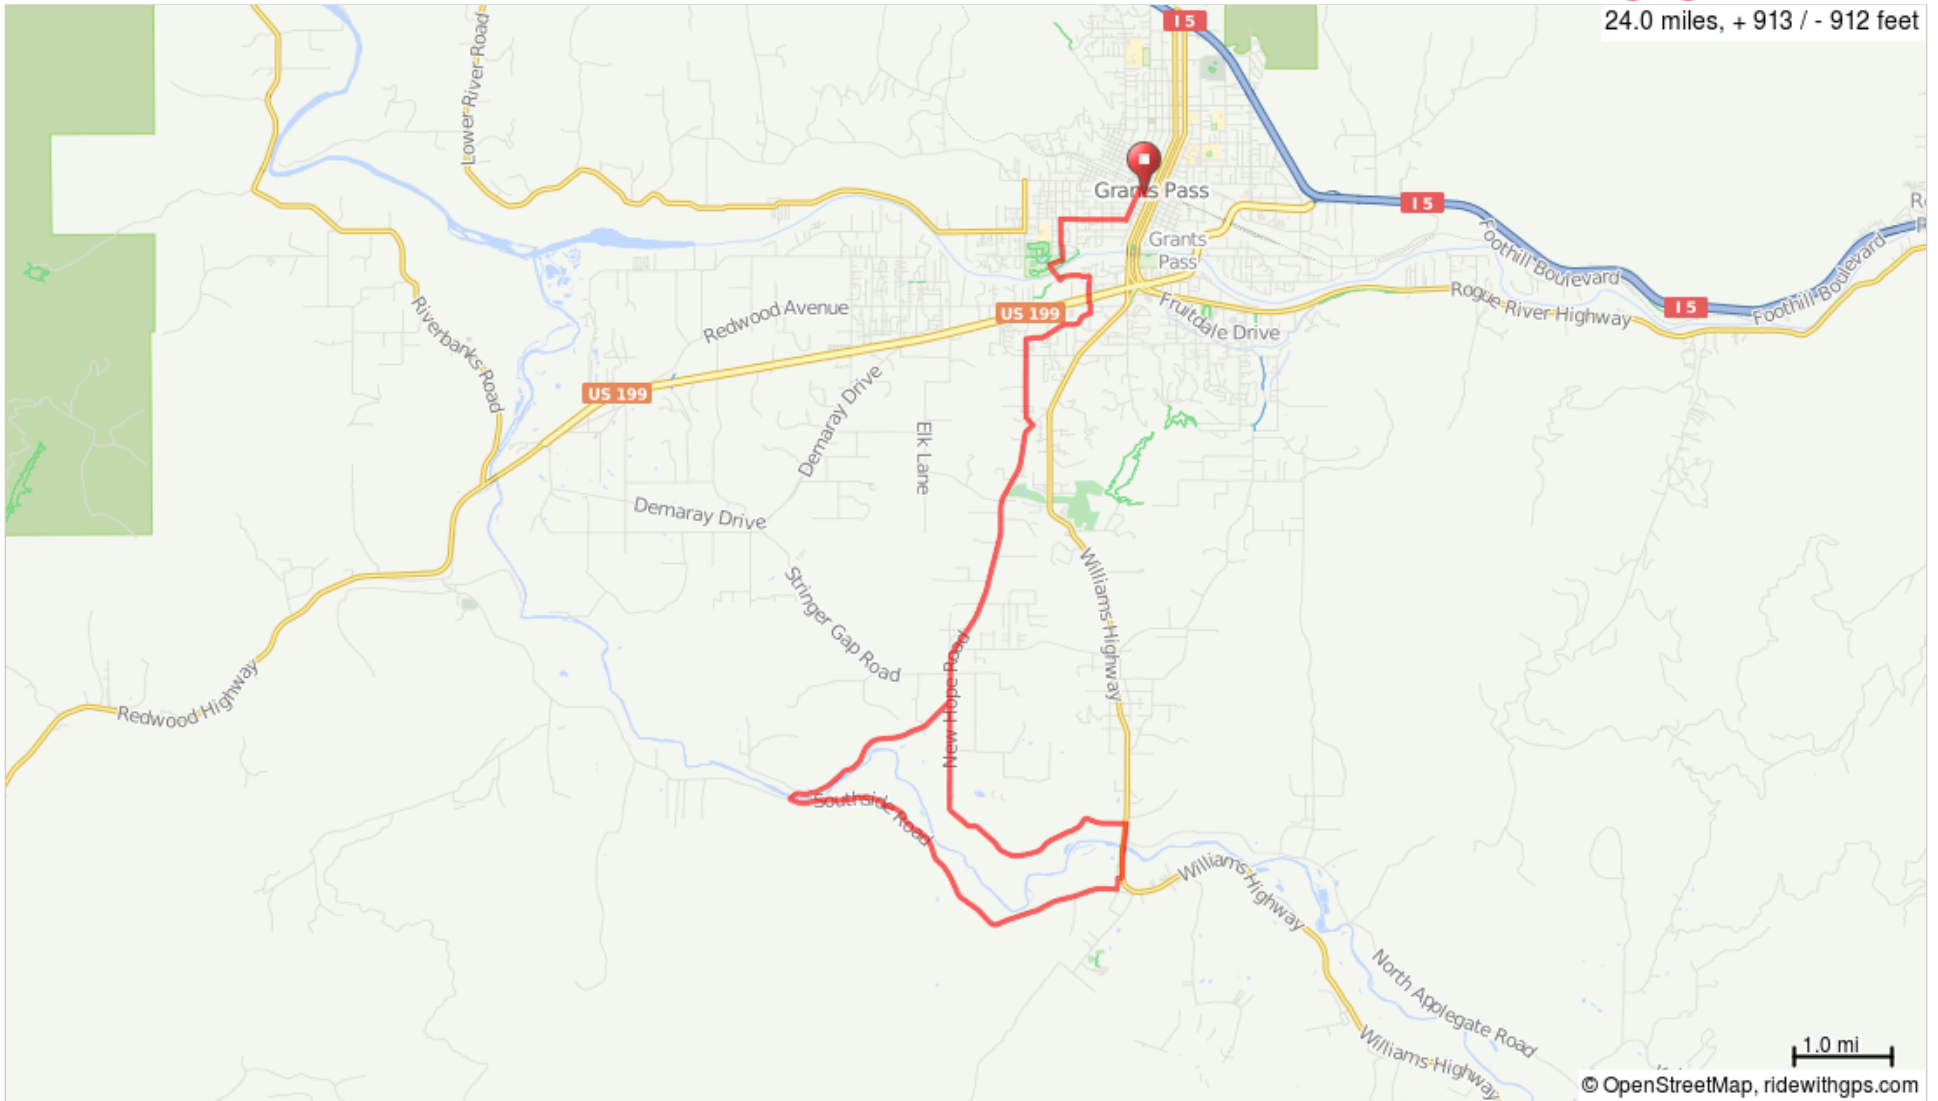 24.0 miles, + 913 / - 912 feet
I 5
Lower River Road
Grants Pass
I 5
Grants
Pass
Foothill Boulevard
Foothill Boulevard
I 5
Rogue River Highway
Fruitdale Drive
US 199
Redwood Avenue
Riverbanks Road
US 199
Demaray Drive
Elk Lane
Demaray Drive
Williams Highway
Stringer Gap Road
New Hope Road
Redwood Highway
Southside Road
Williams Highway
North Applegate Road
Williams Highway
1.0 mi
© OpenStreetMap, ridewithgps.com